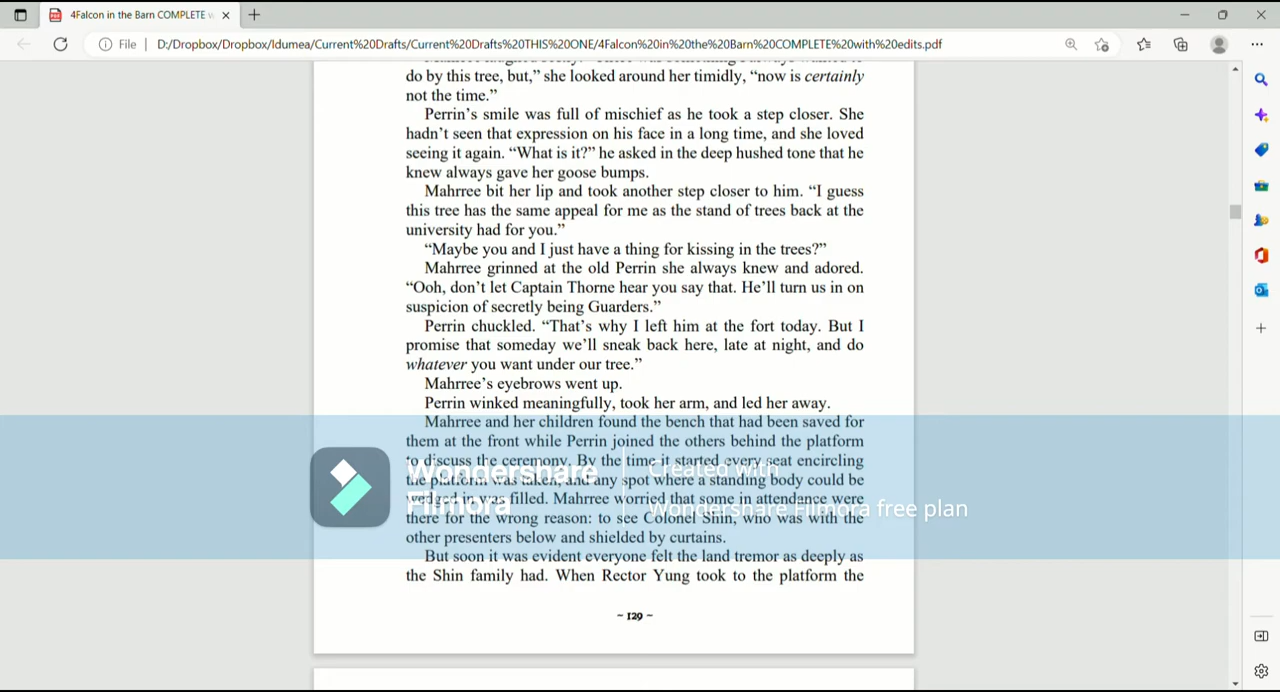 4Falcon in the Barn COMPLETE w
File
D:/Dropbox/Dropbox/Idumea/Current%20Drafts/Current%20Drafts%20THIS%20ONE/4Falcon%20in%20the%20Barn%20COMPLETE%20with%20edits.pdf
do by this tree, but,” she looked around her timidly, “now is certainly
not the time.”
Perrin’s smile was full of mischief as he took a step closer. She
hadn’t seen that expression on his face in a long time, and she loved
seeing it again. “What is it?” he asked in the deep hushed tone that he
knew always gave her goose bumps.
Mahrree bit her lip and took another step closer to him. “I guess
this tree has the same appeal for me as the stand of trees back at the
university had for you.”
“Maybe you and I just have a thing for kissing in the trees?”
Mahrree grinned at the old Perrin she always knew and adored.
“Ooh, don’t let Captain Thorne hear you say that. He’ll turn us in on
suspicion of secretly being Guarders.”
Perrin chuckled. “That’s why I left him at the fort today. But I
promise that someday we’ll sneak back here, late at night, and do
whatever you want under our tree.”
Mahrree’s eyebrows went up.
Perrin winked meaningfully, took her arm, and led her away.
Mahrree and her children found the bench that had been saved for
them at the front while Perrin joined the others behind the platform
to discuss the ceremony. By the time it started every seat encircling
the platform was taken, and any spot where a standing body could be
wedged in was filled. Mahrree worried that some in attendance were
there for the wrong reason: to see Colonel Shin, who was with the
other presenters below and shielded by curtains.
But soon it was evident everyone felt the land tremor as deeply as
the Shin family had. When Rector Yung took to the platform the
~ 129 ~
Wondershare
Filmora
Created with
Wondershare Filmora free plan